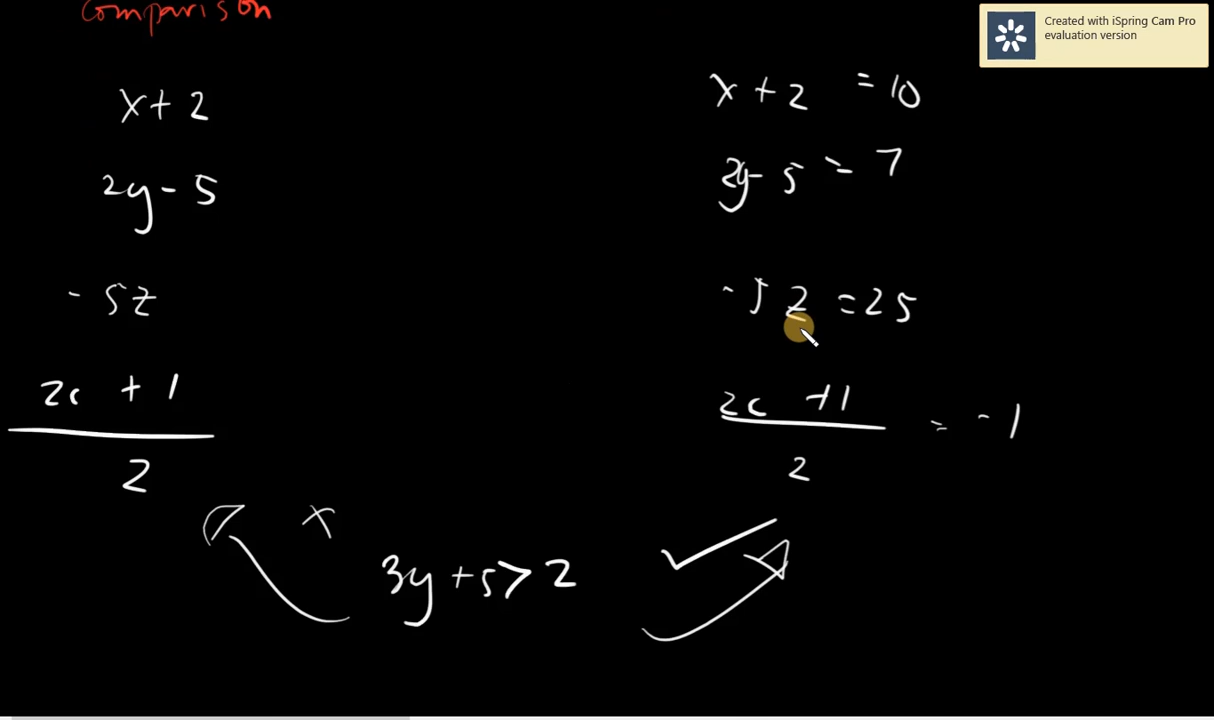 Comparison
Created with iSpring Cam Pro
evaluation version
x + 2
x + 2 = 10
2y - 5
2y - 5 = 7
- 5z
- 5z = 25
2c + 1
2
2c + 1
2
= -1
x
3y + 5 > 2